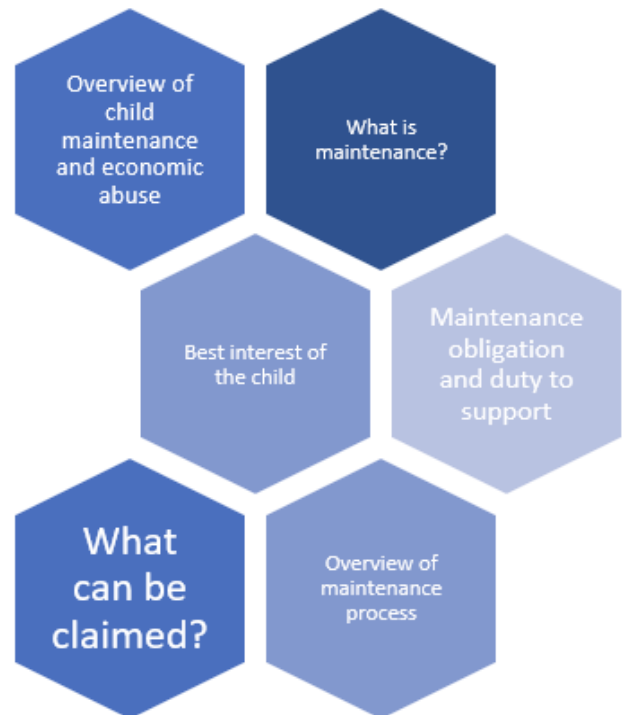 Overview of
child
maintenance
and economic
abuse
What is
maintenance?
Best interest of
the child
Maintenance
obligation
and duty to
support
What
can be
claimed?
Overview of
maintenance
process